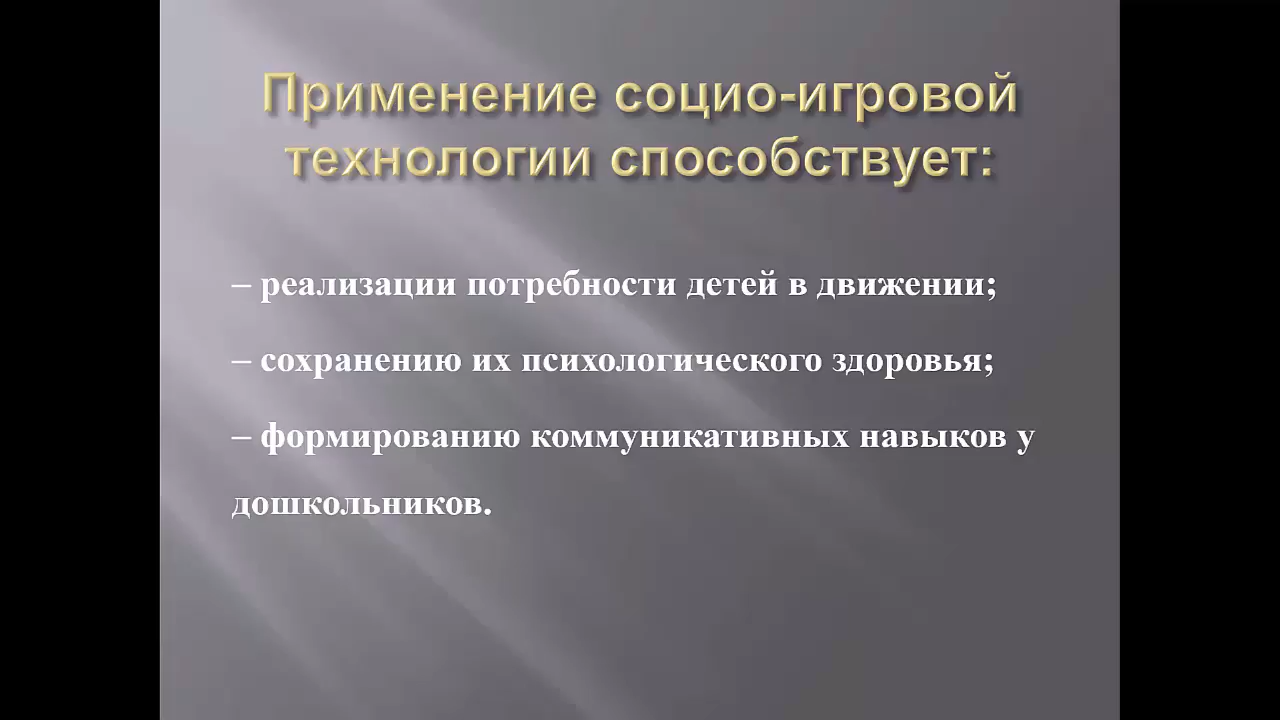 Применение социо-игровой
технологии способствует:
– реализации потребности детей в движении;
– сохранению их психологического здоровья;
– формированию коммуникативных навыков у
дошкольников.